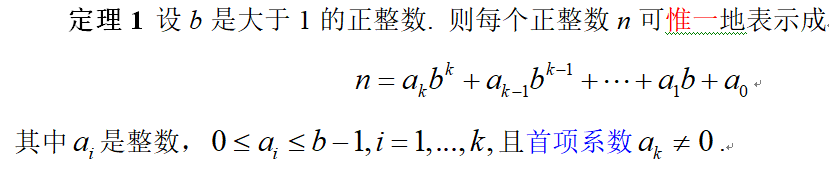 定理 1 设 b 是大于 1 的正整数. 则每个正整数 n 可惟一地表示成
n = a_k b^k + a_{k-1} b^{k-1} + ⋯ + a_1 b + a_0
其中 a_i 是整数， 0 ≤ a_i ≤ b − 1, i = 1,...,k, 且首项系数 a_k ≠ 0 .